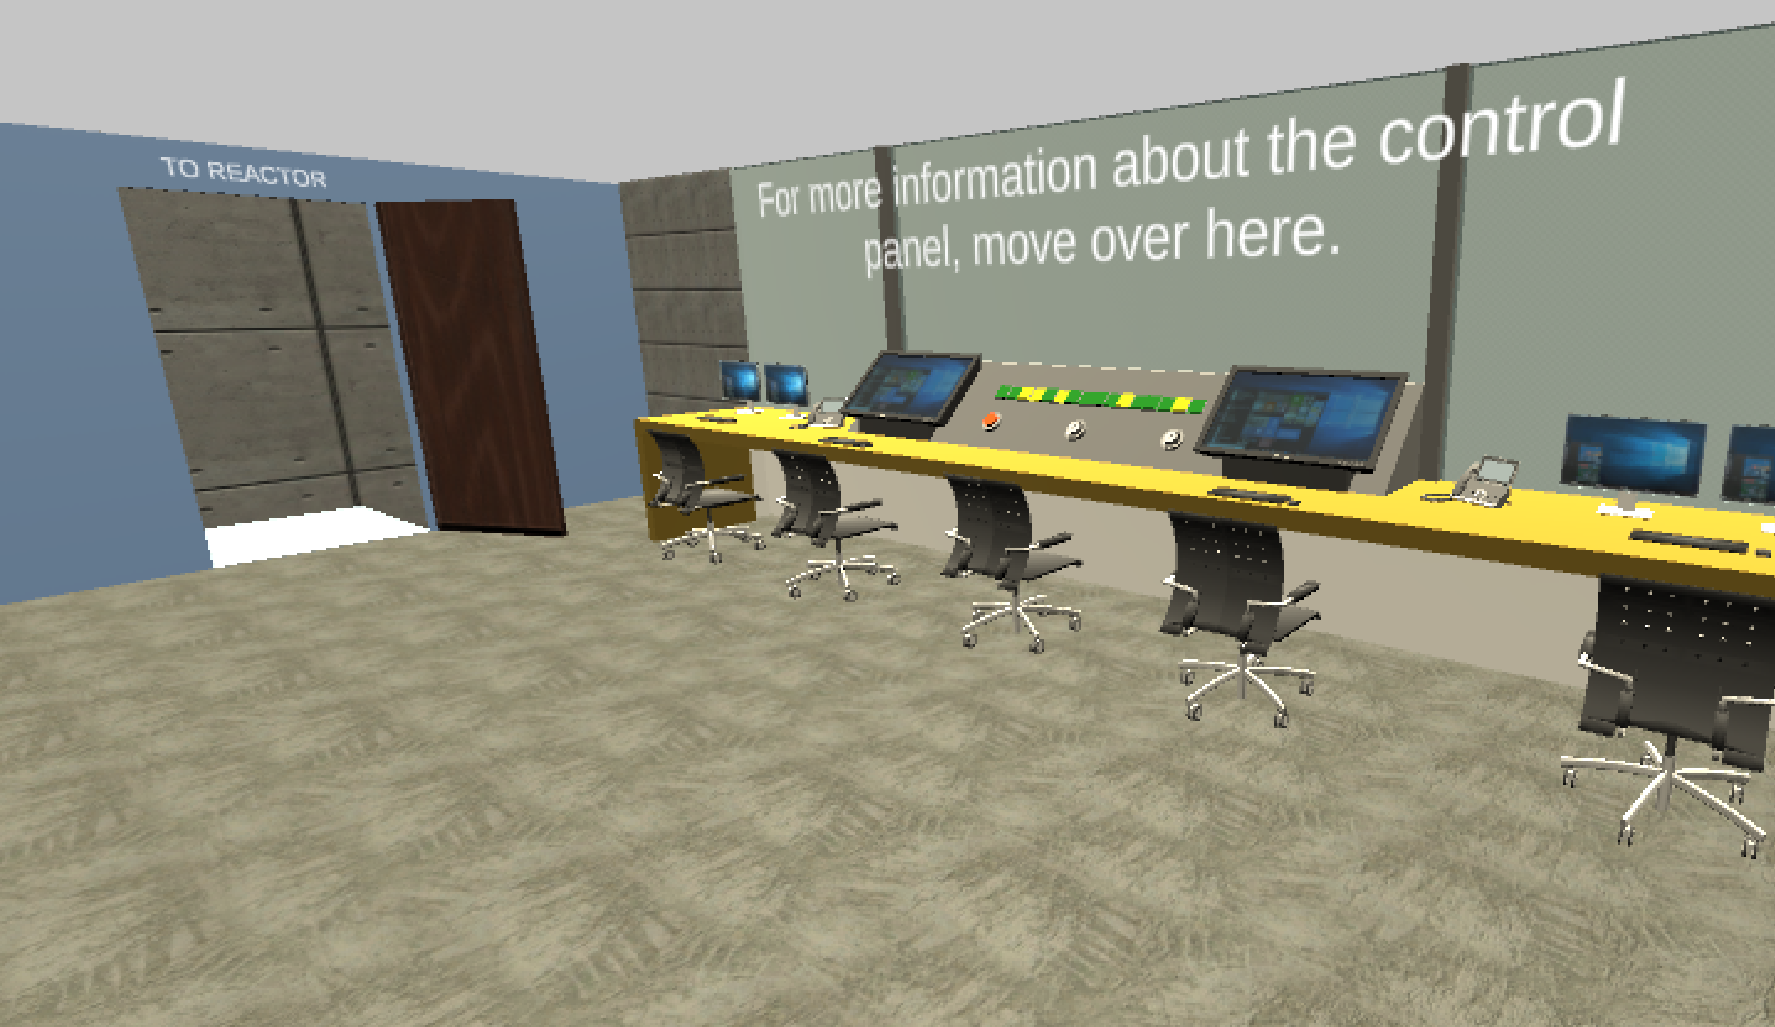 TO REACTOR
For more information about the control
panel, move over here.